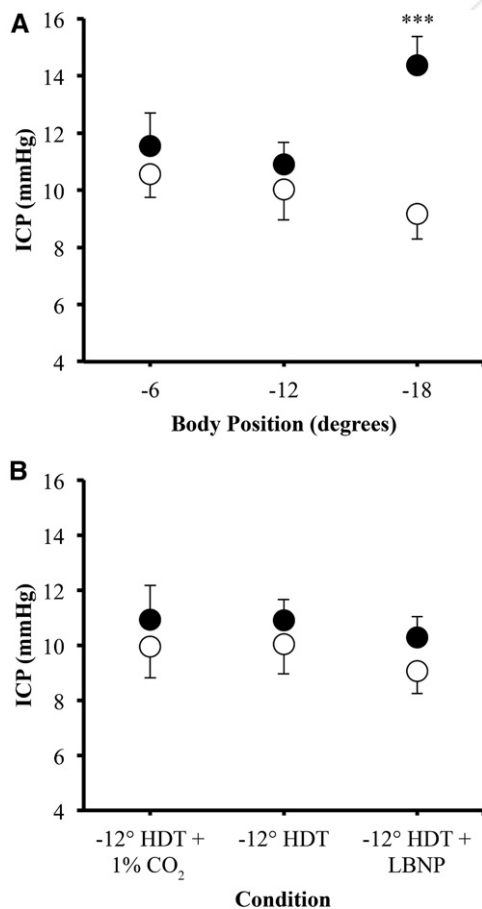 A
***
16
14
12
10
8
6
4
ICP (mmHg)
-6 -12 -18
Body Position (degrees)
B
16
14
12
10
8
6
4
ICP (mmHg)
-12° HDT + 1% CO₂
-12° HDT
-12° HDT + LBNP
Condition